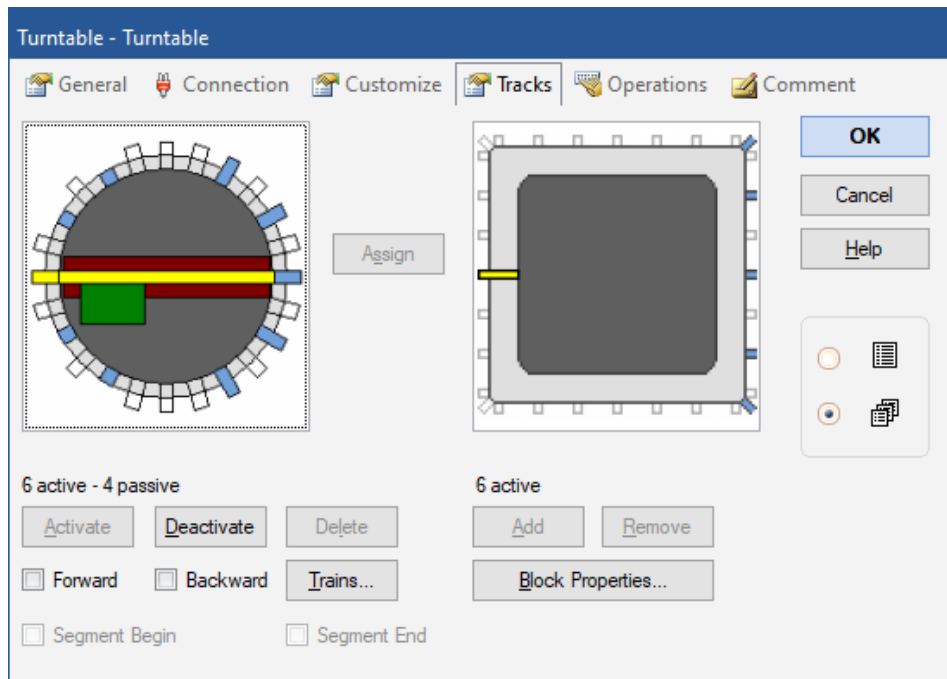 Turntable - Turntable
General Connection Customize Tracks Operations Comment
OK
Assign
Cancel
Help
6 active - 4 passive
6 active
Activate Deactivate Delete Add Remove
Forward Backward Trains... Block Properties...
Segment Begin Segment End